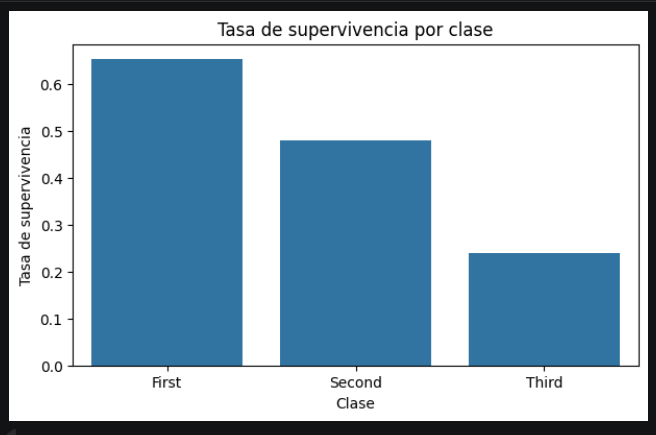 Tasa de supervivencia por clase
Tasa de supervivencia
0.6
0.5
0.4
0.3
0.2
0.1
0.0
First Second Third
Clase